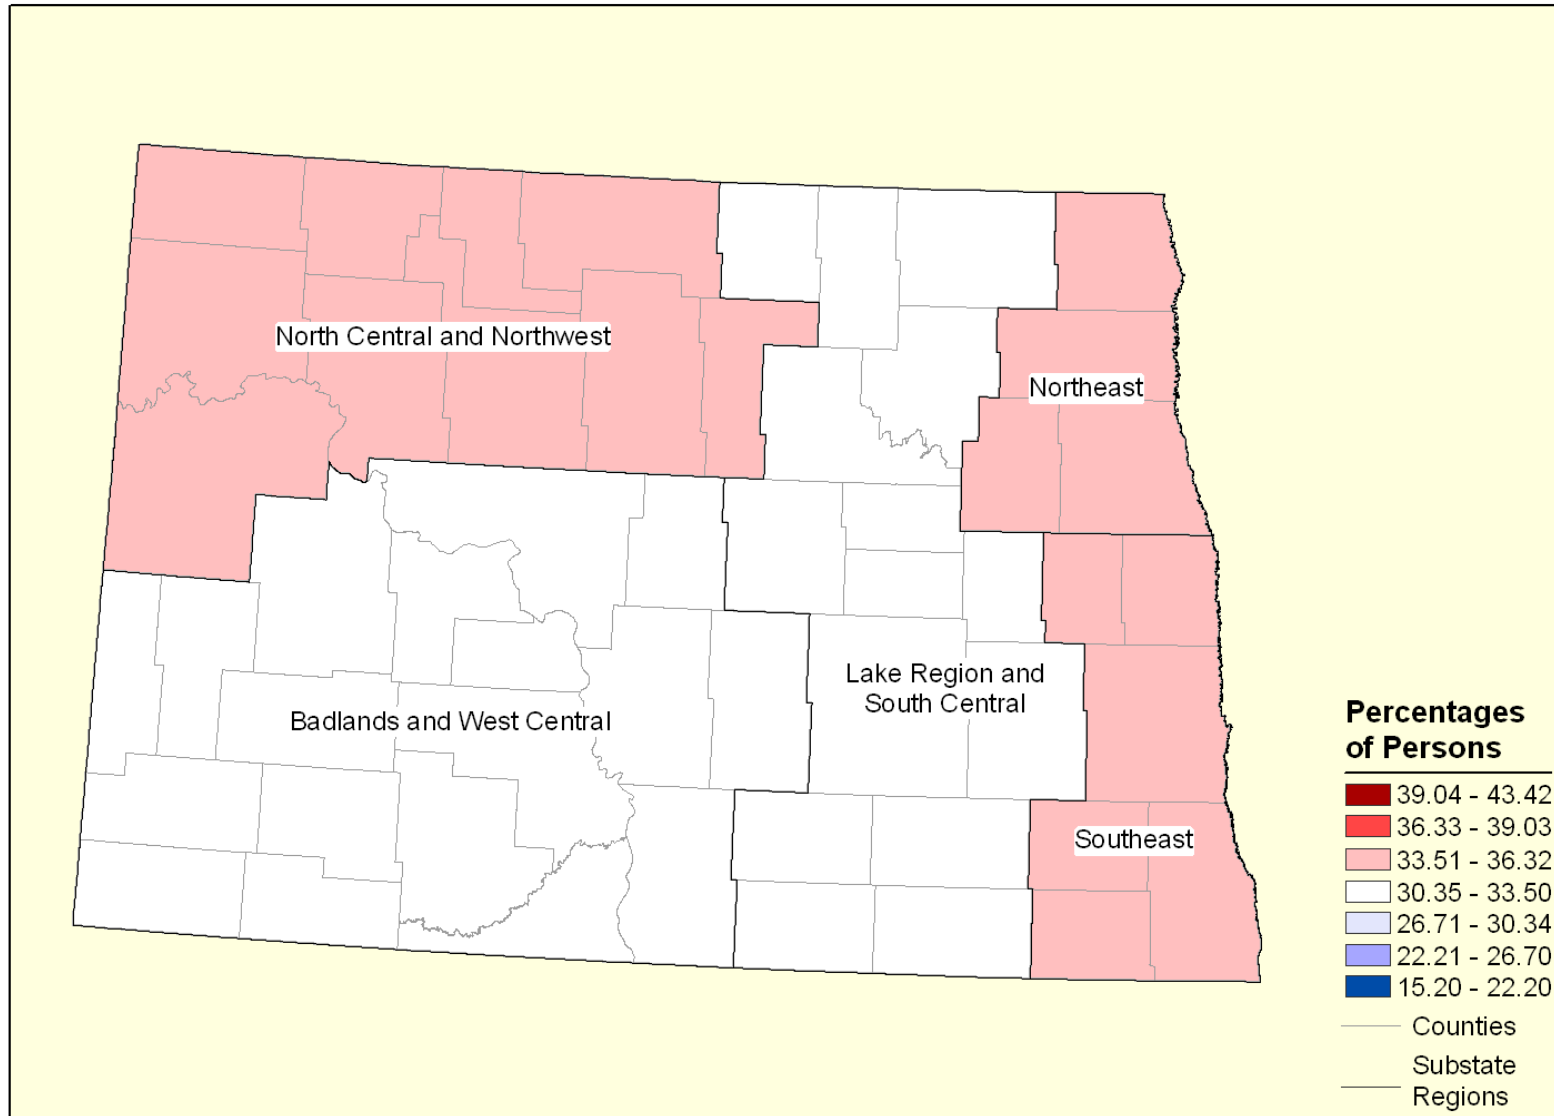 North Central and Northwest
Northeast
Lake Region and
South Central
Badlands and West Central
Southeast
Percentages
of Persons
39.04 - 43.42
36.33 - 39.03
33.51 - 36.32
30.35 - 33.50
26.71 - 30.34
22.21 - 26.70
15.20 - 22.20
Counties
Substate
Regions